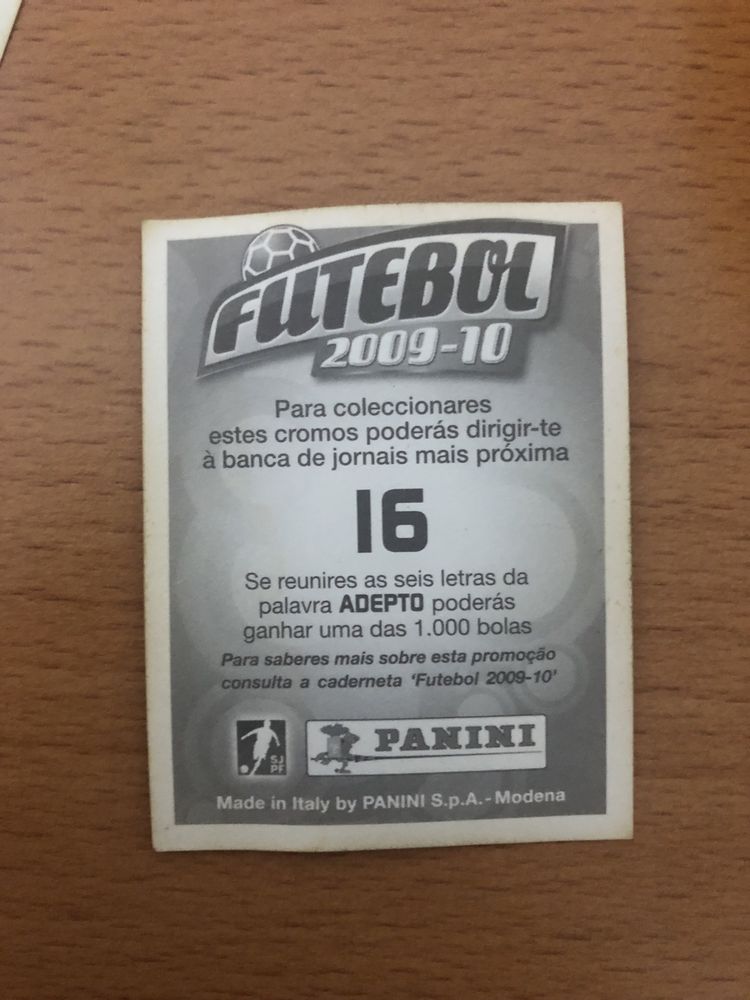 FUTEBOL
2009-10
Para coleccionares
estes cromos poderás dirigir-te
à banca de jornais mais próxima
16
Se reunires as seis letras da
palavra ADEPTO poderás
ganhar uma das 1.000 bolas
Para saberes mais sobre esta promoção
consulta a caderneta 'Futebol 2009-10'
SJ
PF
PANINI
Made in Italy by PANINI S.p.A. - Modena